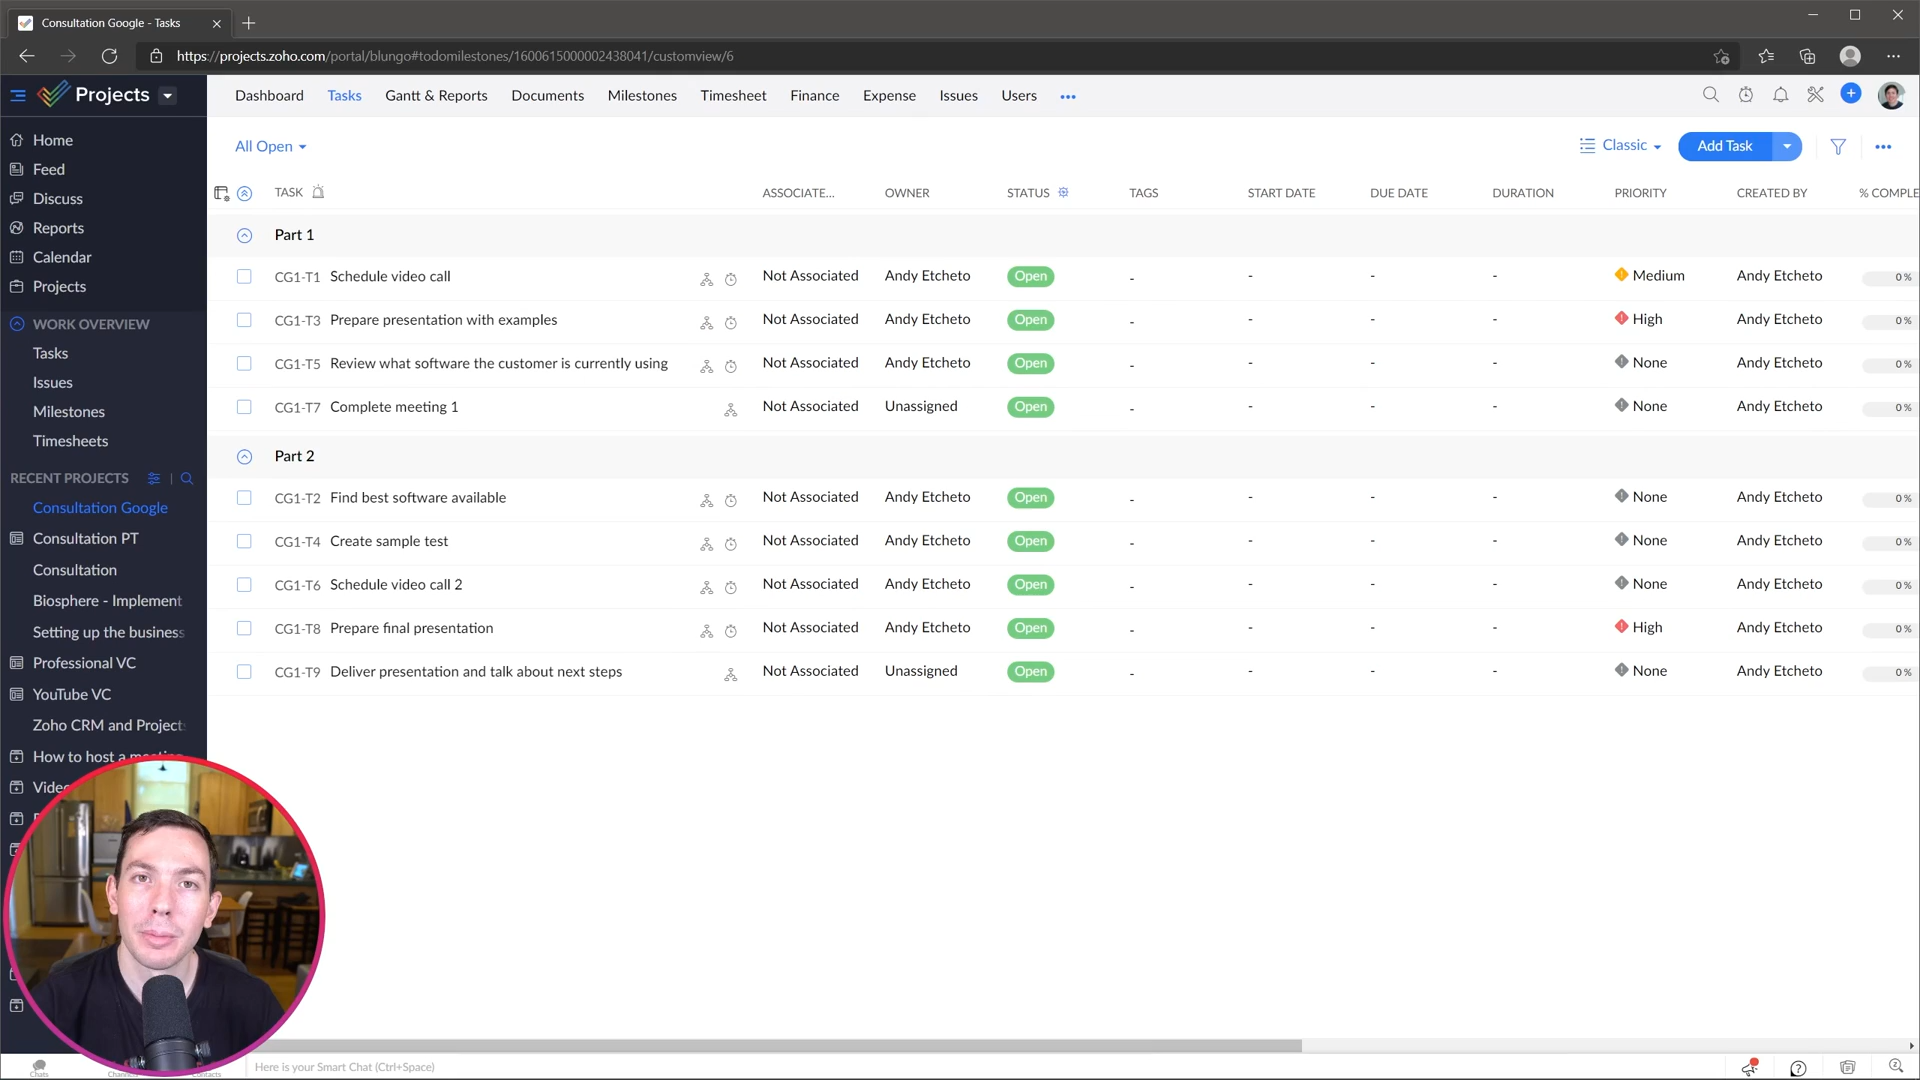 Consultation Google - Tasks
https://projects.zoho.com/portal/blungo#todomilestones/1600615000002438041/customview/6
Projects
Dashboard Tasks Gantt & Reports Documents Milestones Timesheet Finance Expense Issues Users
Home
Feed
Discuss
Reports
Calendar
Projects
WORK OVERVIEW
Tasks
Issues
Milestones
Timesheets
RECENT PROJECTS
Consultation Google
Consultation PT
Consultation
Biosphere - Implement
Setting up the business
Professional VC
YouTube VC
Zoho CRM and Projects
How to host a meeting
All Open Classic Add Task
TASK ASSOCIATE... OWNER STATUS TAGS START DATE DUE DATE DURATION PRIORITY CREATED BY % COMPLE
Part 1
CG1-T1 Schedule video call Not Associated Andy Etcheto Open - - - - Medium Andy Etcheto 0 %
CG1-T3 Prepare presentation with examples Not Associated Andy Etcheto Open - - - - High Andy Etcheto 0 %
CG1-T5 Review what software the customer is currently using Not Associated Andy Etcheto Open - - - - None Andy Etcheto 0 %
CG1-T7 Complete meeting 1 Not Associated Unassigned Open - - - - None Andy Etcheto 0 %
Part 2
CG1-T2 Find best software available Not Associated Andy Etcheto Open - - - - None Andy Etcheto 0 %
CG1-T4 Create sample test Not Associated Andy Etcheto Open - - - - None Andy Etcheto 0 %
CG1-T6 Schedule video call 2 Not Associated Andy Etcheto Open - - - - None Andy Etcheto 0 %
CG1-T8 Prepare final presentation Not Associated Andy Etcheto Open - - - - High Andy Etcheto 0 %
CG1-T9 Deliver presentation and talk about next steps Not Associated Unassigned Open - - - - None Andy Etcheto 0 %
Chats
Here is your Smart Chat (Ctrl+Space)